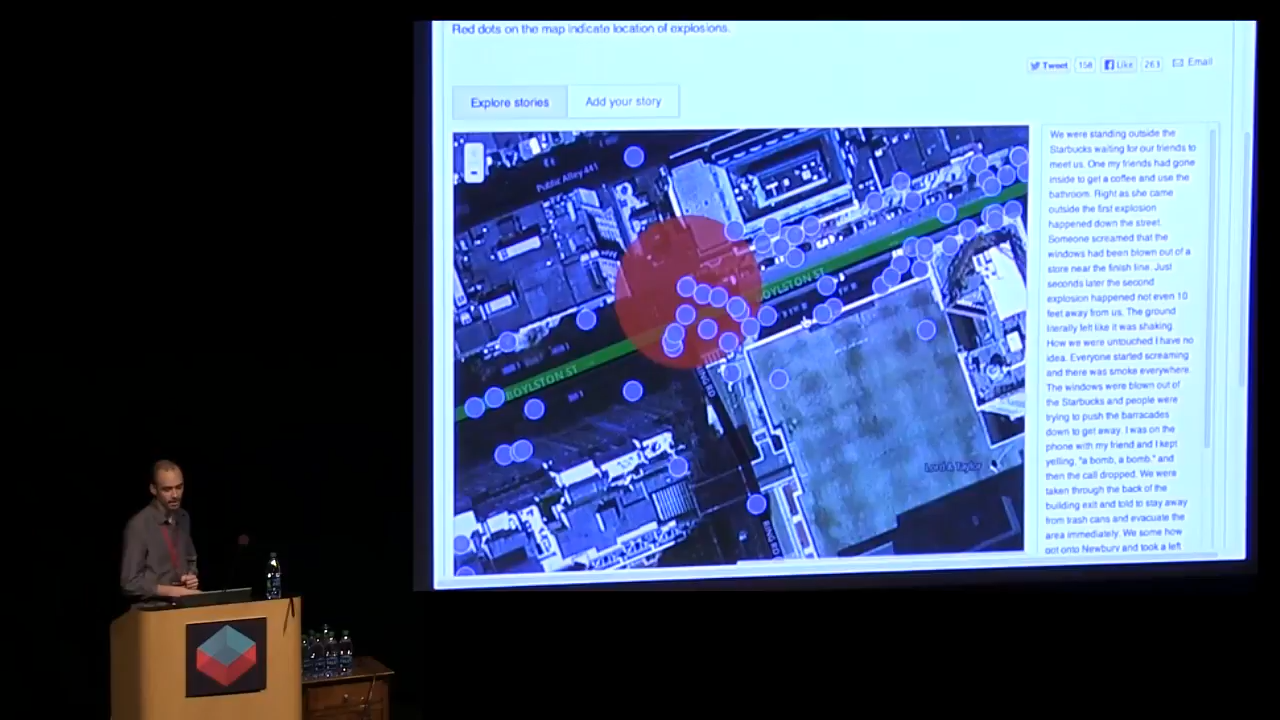 Red dots on the map indicate location of explosions.
Tweet 158 Like 263 Email
Explore stories Add your story
Public Alley 441
BOYLSTON ST
BOYLSTON ST
RING RD
RING RD
Lord & Taylor
We were standing outside the
Starbucks waiting for our friends to
meet us. One my friends had gone
inside to get a coffee and use the
bathroom. Right as she came
outside the first explosion
happened down the street.
Someone screamed that the
windows had been blown out of a
store near the finish line. Just
seconds later the second
explosion happened not even 10
feet away from us. The ground
literally felt like it was shaking.
How we were untouched I have no
idea. Everyone started screaming
and there was smoke everywhere.
The windows were blown out of
the Starbucks and people were
trying to push the barracades
down to get away. I was on the
phone with my friend and I kept
yelling, "a bomb, a bomb." and
then the call dropped. We were
taken through the back of the
building exit and told to stay away
from trash cans and evacuate the
area immediately. We some how
got onto Newbury and took a left